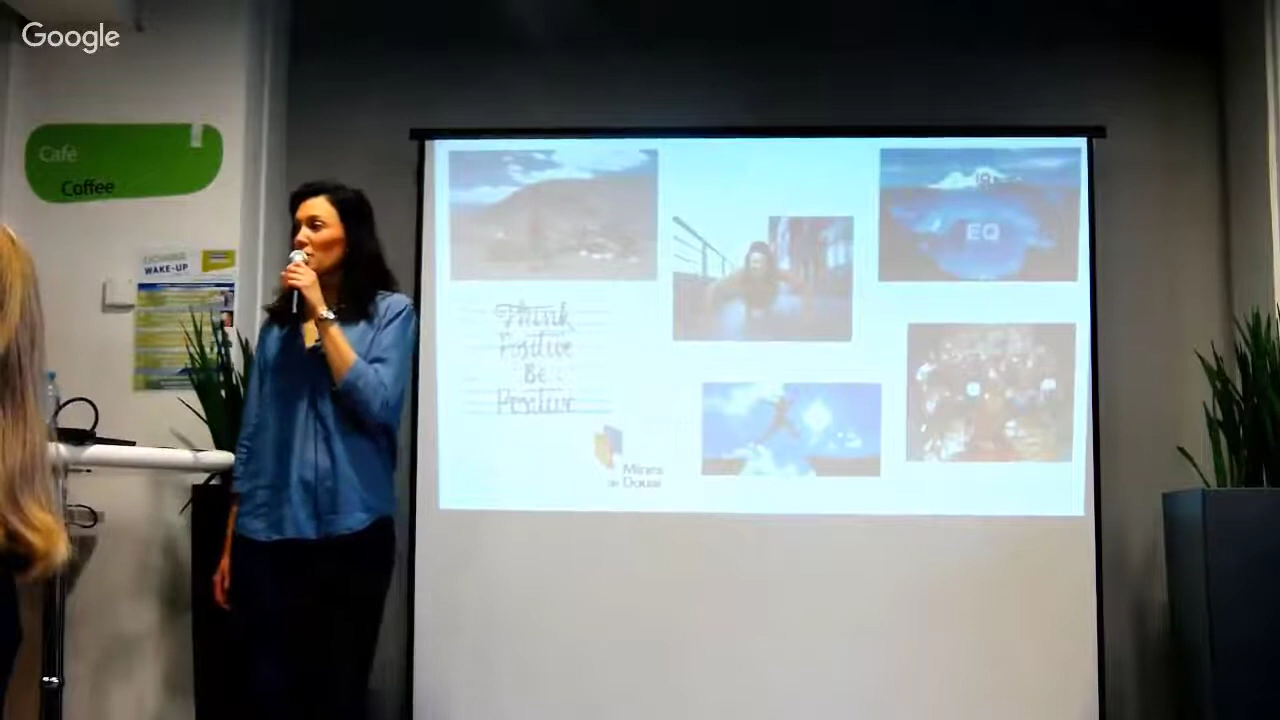 Google
Café
Coffee
WAKE-UP
IQ
EQ
Think
Positive
Be
Positive
Mines
de Douai